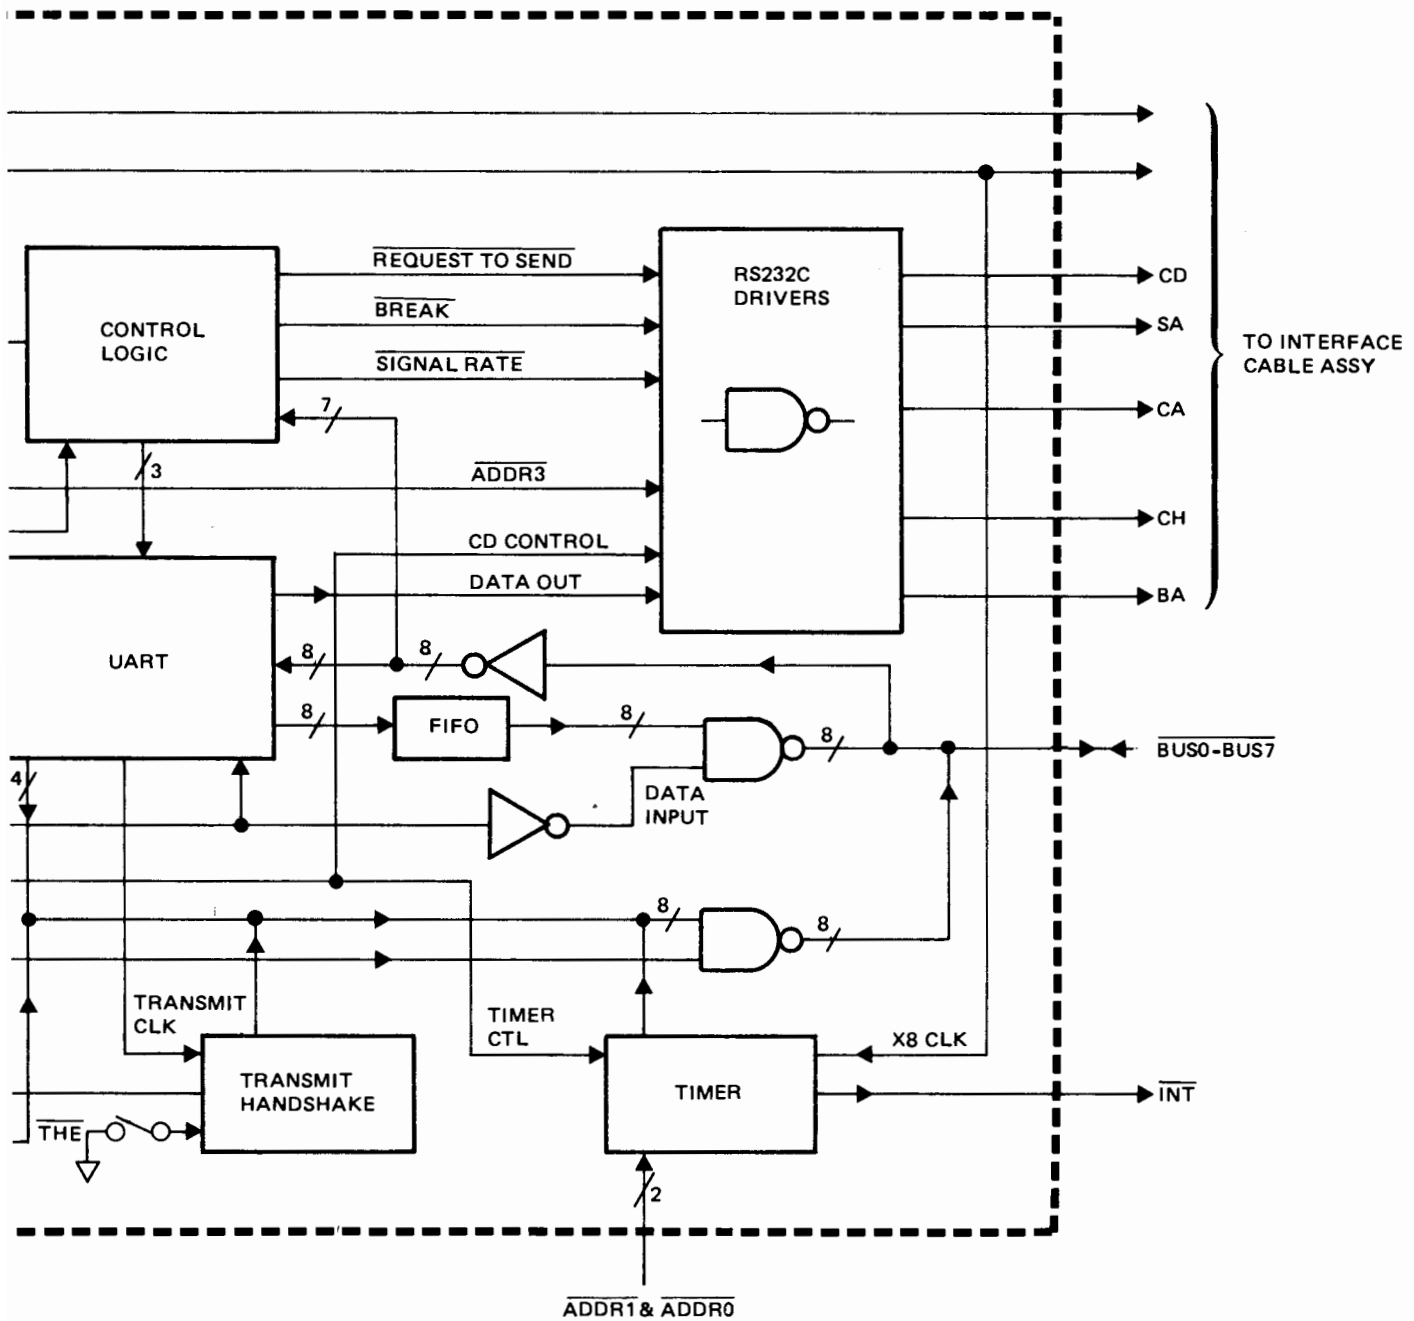 REQUEST TO SEND
BREAK
SIGNAL RATE
CONTROL
LOGIC
RS232C
DRIVERS
CD
SA
TO INTERFACE
CABLE ASSY
7
CA
3
ADDR3
CH
CD CONTROL
DATA OUT
BA
UART
8
8
8
FIFO
8
8
BUS0-BUS7
4
DATA
INPUT
8
8
TRANSMIT
CLK
TIMER
CTL
X8 CLK
TRANSMIT
HANDSHAKE
TIMER
INT
THE
2
ADDR1 & ADDR0